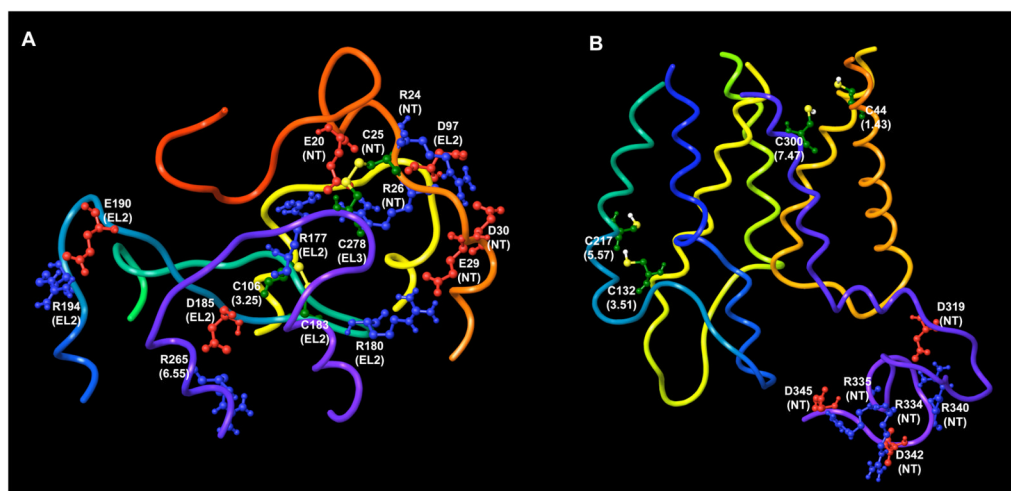 A
R24
(NT)
E20
(NT)
C25
(NT)
D97
(EL2)
R26
(NT)
E190
(EL2)
R177
(EL2)
C278
(EL3)
D30
(NT)
E29
(NT)
C106
(3.25)
R194
(EL2)
D185
(EL2)
C183
(EL2)
R180
(EL2)
R265
(6.55)
B
C44
(1.43)
C300
(7.47)
C217
(5.57)
C132
(3.51)
D319
(NT)
D345
(NT)
R335
(NT)
R334
(NT)
R340
(NT)
D342
(NT)